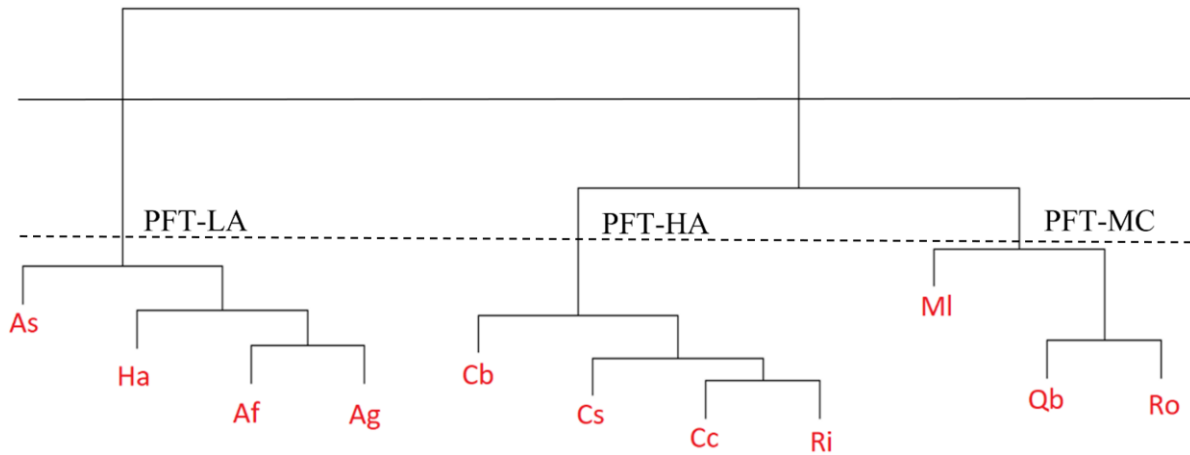 PFT-LA
PFT-HA
PFT-MC
As
Ha
Af
Ag
Cb
Cs
Cc
Ri
Ml
Qb
Ro